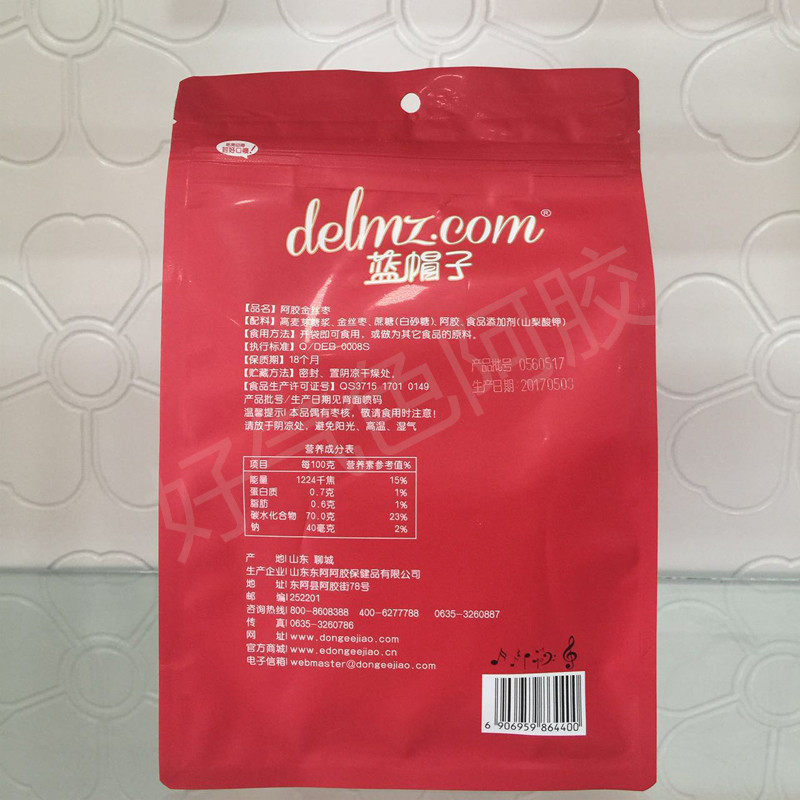 都好口嗷!
delmz.com®
蓝帽子
【品名】阿胶金丝枣
【配料】高麦芽糖浆、金丝枣、蔗糖(白砂糖)、阿胶、食品添加剂(山梨酸钾)
【食用方法】开袋即可食用，或做为其它食品的原料。
【执行标准】Q/DEB 0008S
【保质期】18个月
【贮藏方法】密封、置阴凉干燥处。
【食品生产许可证号】QS3715 1701 0149
产品批号/生产日期见背面喷码
产品批号 0560517
生产日期:20170503
温馨提示!本品偶有枣核，敬请食用时注意!
请放于阴凉处，避免阳光、高温、湿气
营养成分表
项目 每100克 营养素参考值%
能量 1224千焦 15%
蛋白质 0.7克 1%
脂肪 0.6克 1%
碳水化合物 70.0克 23%
钠 40毫克 2%
产 地|山东 聊城
生产企业|山东东阿阿胶保健品有限公司
地 址|东阿县阿胶街78号
邮 编|252201
咨询热线|800-8608388 400-6277788 0635-3260887
传 真|0635-3260786
网 址|www.dongeejiao.com
官方商城|www.edongeejiao.cn
电子信箱|webmaster@dongeejiao.com
6 906959 864400
好气色阿胶